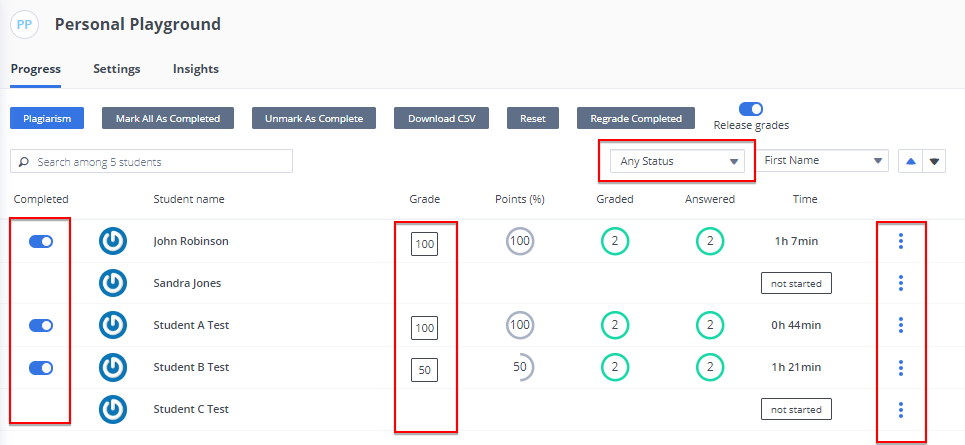 PP Personal Playground
Progress Settings Insights
Plagiarism Mark All As Completed Unmark As Complete Download CSV Reset Regrade Completed
Release grades
Search among 5 students Any Status First Name
Completed Student name Grade Points (%) Graded Answered Time
John Robinson 100 100 2 2 1h 7min
Sandra Jones not started
Student A Test 100 100 2 2 0h 44min
Student B Test 50 50 2 2 1h 21min
Student C Test not started